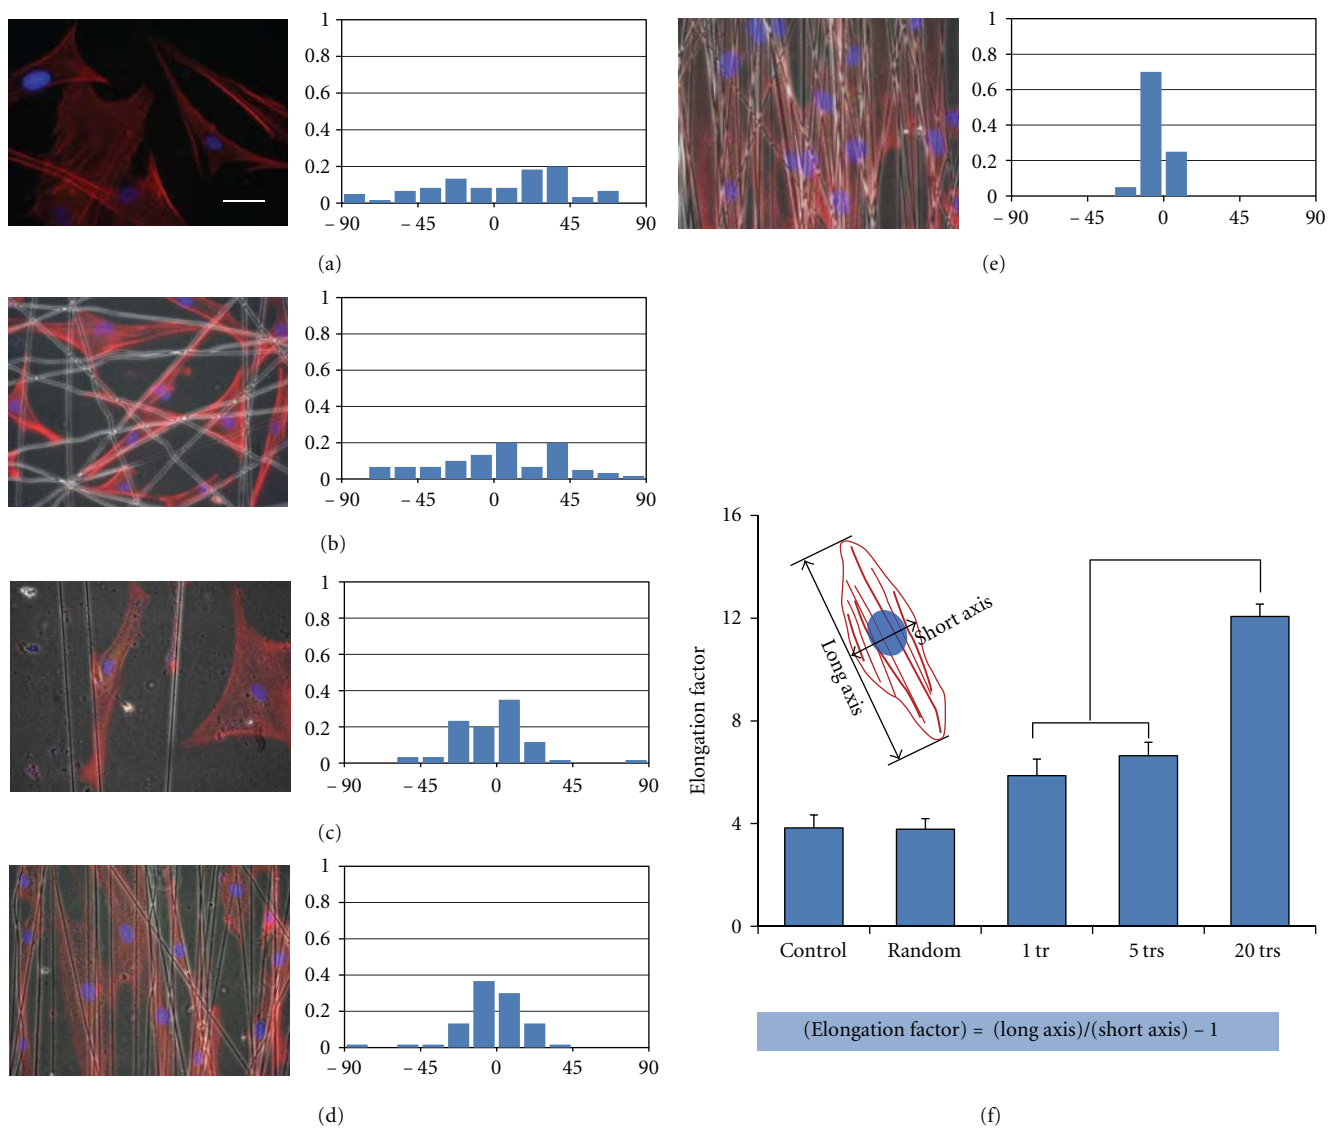 1
0.8
0.6
0.4
0.2
0
– 90 – 45 0 45 90
(a)
1
0.8
0.6
0.4
0.2
0
– 90 – 45 0 45 90
(b)
1
0.8
0.6
0.4
0.2
0
– 90 – 45 0 45 90
(c)
1
0.8
0.6
0.4
0.2
0
– 90 – 45 0 45 90
(d)
1
0.8
0.6
0.4
0.2
0
– 90 – 45 0 45 90
(e)
16
12
8
4
0
Elongation factor
Long axis
Short axis
Control Random 1 tr 5 trs 20 trs
(Elongation factor) = (long axis)/(short axis) – 1
(f)